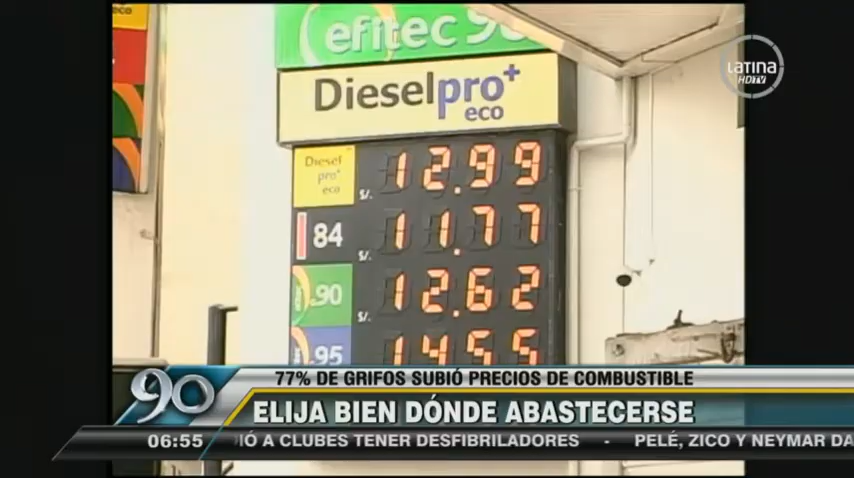 efitec 90
LATINA
HDTV
Dieselpro+
eco
Diesel
pro+
eco
S/. 12.99
84
S/. 11.77
efitec 90
S/. 12.62
efitec 95
14.55
90
77% DE GRIFOS SUBIÓ PRECIOS DE COMBUSTIBLE
ELIJA BIEN DÓNDE ABASTECERSE
06:55
IÓ A CLUBES TENER DESFIBRILADORES - PELÉ, ZICO Y NEYMAR DA